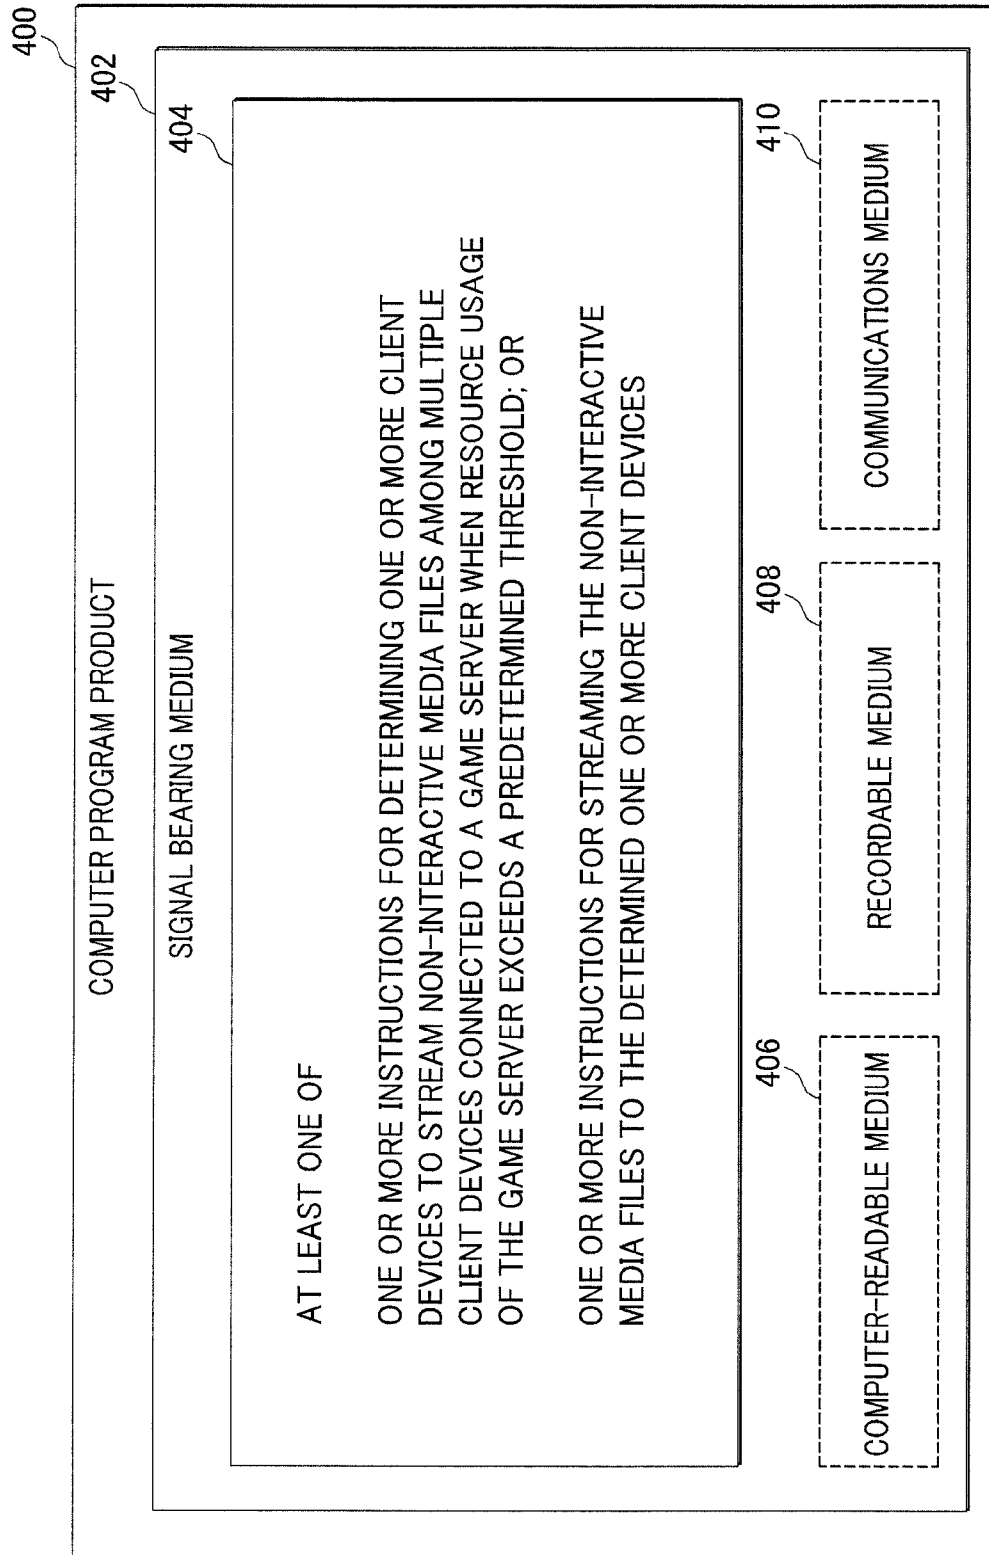 400
COMPUTER PROGRAM PRODUCT
402
SIGNAL BEARING MEDIUM
404
AT LEAST ONE OF
ONE OR MORE INSTRUCTIONS FOR DETERMINING ONE OR MORE CLIENT
DEVICES TO STREAM NON-INTERACTIVE MEDIA FILES AMONG MULTIPLE
CLIENT DEVICES CONNECTED TO A GAME SERVER WHEN RESOURCE USAGE
OF THE GAME SERVER EXCEEDS A PREDETERMINED THRESHOLD; OR
ONE OR MORE INSTRUCTIONS FOR STREAMING THE NON-INTERACTIVE
MEDIA FILES TO THE DETERMINED ONE OR MORE CLIENT DEVICES
406
COMPUTER-READABLE MEDIUM
408
RECORDABLE MEDIUM
410
COMMUNICATIONS MEDIUM